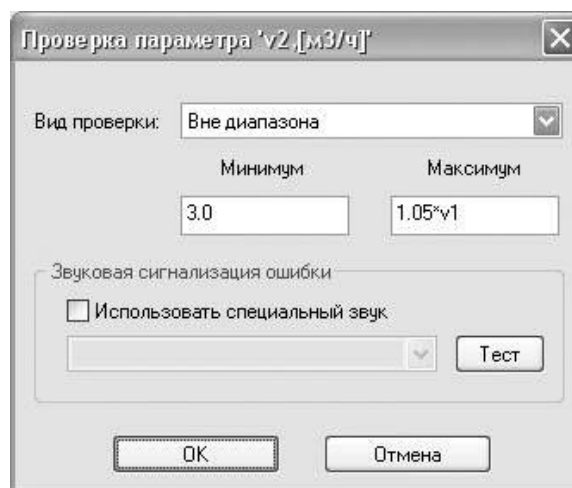 Проверка параметра 'v2,[м3/ч]'
Вид проверки: Вне диапазона
Минимум Максимум
3.0 1.05*v1
Звуковая сигнализация ошибки
Использовать специальный звук
Тест
OK Отмена